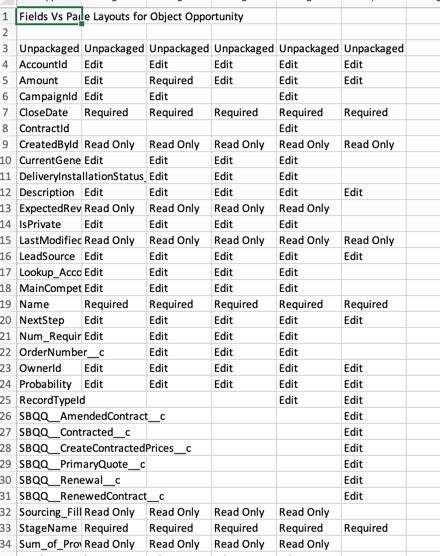 1 Fields Vs Page Layouts for Object Opportunity
2
3 Unpackaged Unpackaged Unpackaged Unpackaged Unpackaged Unpackaged
4 AccountId Edit Edit Edit Edit Edit
5 Amount Edit Required Edit Edit Edit
6 CampaignId Edit Edit Edit
7 CloseDate Required Required Required Required Required
8 ContractId Edit
9 CreatedById Read Only Read Only Read Only Read Only Read Only
10 CurrentGene Edit Edit Edit Edit
11 DeliveryInstallationStatus_ Edit Edit Edit
12 Description Edit Edit Edit Edit Edit
13 ExpectedRev Read Only Read Only Read Only Read Only
14 IsPrivate Edit Edit Edit Edit
15 LastModified Read Only Read Only Read Only Read Only Read Only
16 LeadSource Edit Edit Edit Edit Edit
17 Lookup_Acco Edit Edit Edit Edit
18 MainCompet Edit Edit Edit Edit
19 Name Required Required Required Required Required
20 NextStep Edit Edit Edit Edit Edit
21 Num_Requir Edit Edit Edit Edit
22 OrderNumber__c Edit Edit Edit
23 OwnerId Edit Edit Edit Edit Edit
24 Probability Edit Edit Edit Edit Edit
25 RecordTypeId Edit Edit
26 SBQQ__AmendedContract__c Edit
27 SBQQ__Contracted__c Edit
28 SBQQ__CreateContractedPrices__c Edit
29 SBQQ__PrimaryQuote__c Edit
30 SBQQ__Renewal__c Edit
31 SBQQ__RenewedContract__c Edit
32 Sourcing_Fill Read Only Read Only Read Only Read Only
33 StageName Required Required Required Required Required
34 Sum_of_Prov Read Only Read Only Read Only Read Only